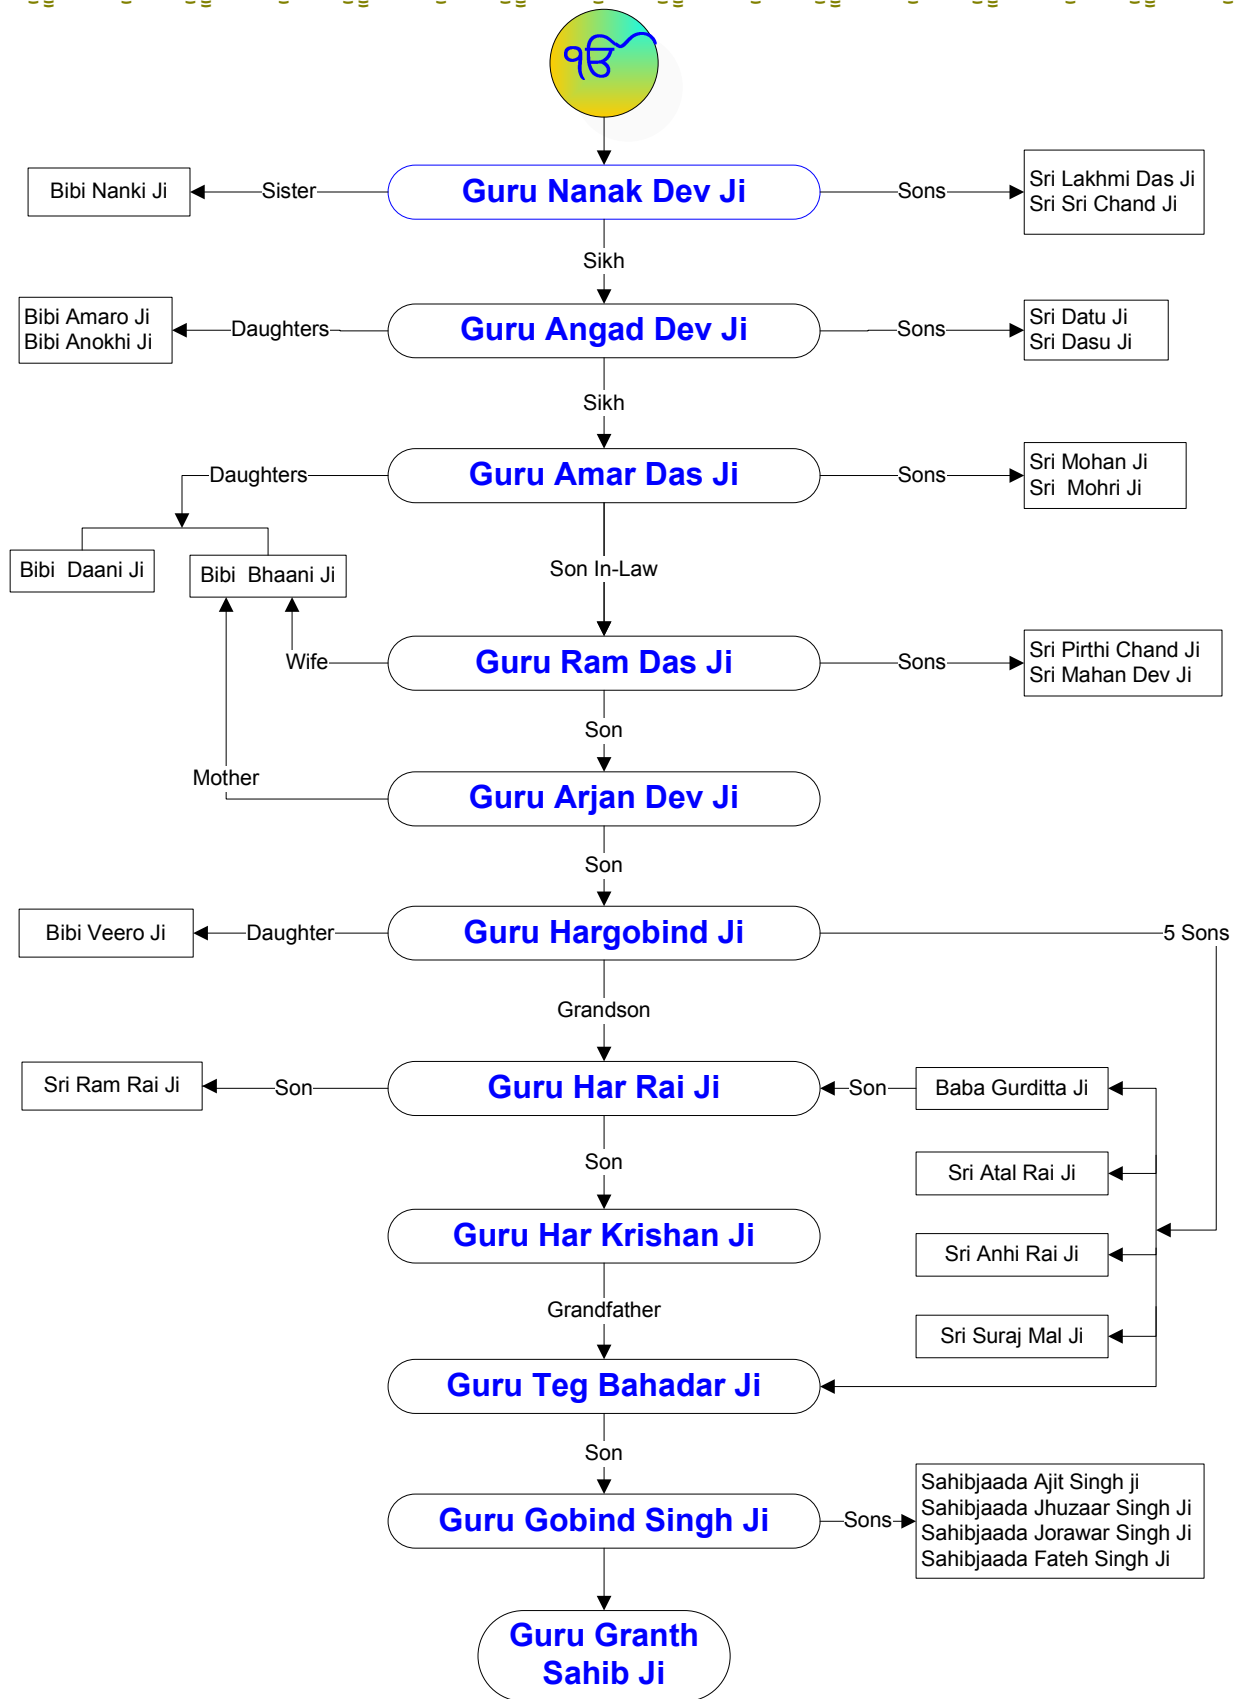 ੴ
Bibi Nanki Ji
Sister
Guru Nanak Dev Ji
Sons
Sri Lakhmi Das Ji
Sri Sri Chand Ji
Sikh
Bibi Amaro Ji
Bibi Anokhi Ji
Daughters
Guru Angad Dev Ji
Sons
Sri Datu Ji
Sri Dasu Ji
Sikh
Daughters
Guru Amar Das Ji
Sons
Sri Mohan Ji
Sri Mohri Ji
Bibi Daani Ji
Bibi Bhaani Ji
Son In-Law
Wife
Guru Ram Das Ji
Sons
Sri Pirthi Chand Ji
Sri Mahan Dev Ji
Son
Mother
Guru Arjan Dev Ji
Son
Bibi Veero Ji
Daughter
Guru Hargobind Ji
5 Sons
Grandson
Sri Ram Rai Ji
Son
Guru Har Rai Ji
Son
Baba Gurditta Ji
Son
Sri Atal Rai Ji
Guru Har Krishan Ji
Sri Anhi Rai Ji
Grandfather
Sri Suraj Mal Ji
Guru Teg Bahadar Ji
Son
Guru Gobind Singh Ji
Sons
Sahibjaada Ajit Singh ji
Sahibjaada Jhuzaar Singh Ji
Sahibjaada Jorawar Singh Ji
Sahibjaada Fateh Singh Ji
Guru Granth
Sahib Ji